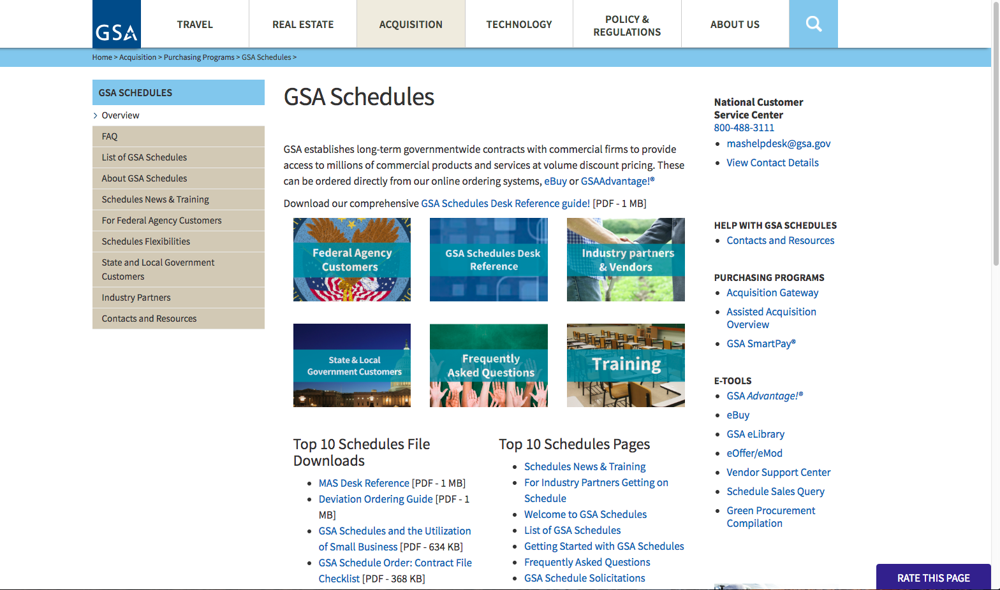 GSA
TRAVEL
REAL ESTATE
ACQUISITION
TECHNOLOGY
POLICY &
REGULATIONS
ABOUT US
Home > Acquisition > Purchasing Programs > GSA Schedules >
GSA SCHEDULES
Overview
FAQ
List of GSA Schedules
About GSA Schedules
Schedules News & Training
For Federal Agency Customers
Schedules Flexibilities
State and Local Government
Customers
Industry Partners
Contacts and Resources
GSA Schedules
GSA establishes long-term governmentwide contracts with commercial firms to provide
access to millions of commercial products and services at volume discount pricing. These
can be ordered directly from our online ordering systems, eBuy or GSAAdvantage!®
Download our comprehensive GSA Schedules Desk Reference guide! [PDF - 1 MB]
Federal Agency
Customers
GSA Schedules Desk
Reference
Industry partners
& Vendors
State & Local
Government Customers
Frequently
Asked Questions
Training
Top 10 Schedules File
Downloads
MAS Desk Reference [PDF - 1 MB]
Deviation Ordering Guide [PDF - 1
MB]
GSA Schedules and the Utilization
of Small Business [PDF - 634 KB]
GSA Schedule Order: Contract File
Checklist [PDF - 368 KB]
Top 10 Schedules Pages
Schedules News & Training
For Industry Partners Getting on
Schedule
Welcome to GSA Schedules
List of GSA Schedules
Getting Started with GSA Schedules
Frequently Asked Questions
GSA Schedule Solicitations
National Customer
Service Center
800-488-3111
mashelpdesk@gsa.gov
View Contact Details
HELP WITH GSA SCHEDULES
Contacts and Resources
PURCHASING PROGRAMS
Acquisition Gateway
Assisted Acquisition
Overview
GSA SmartPay®
E-TOOLS
GSA Advantage!®
eBuy
GSA eLibrary
eOffer/eMod
Vendor Support Center
Schedule Sales Query
Green Procurement
Compilation
RATE THIS PAGE